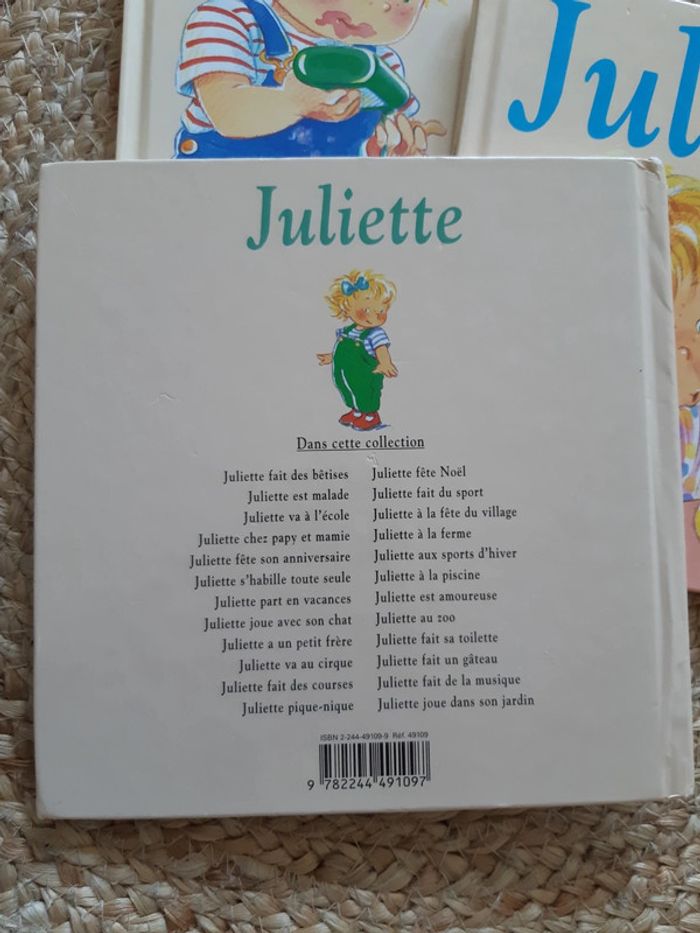 Jul
Juliette
Dans cette collection
Juliette fait des bêtises
Juliette est malade
Juliette va à l'école
Juliette chez papy et mamie
Juliette fête son anniversaire
Juliette s'habille toute seule
Juliette part en vacances
Juliette joue avec son chat
Juliette a un petit frère
Juliette va au cirque
Juliette fait des courses
Juliette pique-nique
Juliette fête Noël
Juliette fait du sport
Juliette à la fête du village
Juliette à la ferme
Juliette aux sports d'hiver
Juliette à la piscine
Juliette est amoureuse
Juliette au zoo
Juliette fait sa toilette
Juliette fait un gâteau
Juliette fait de la musique
Juliette joue dans son jardin
ISBN 2-244-49109-9 Réf. 49109
9 782244 491097